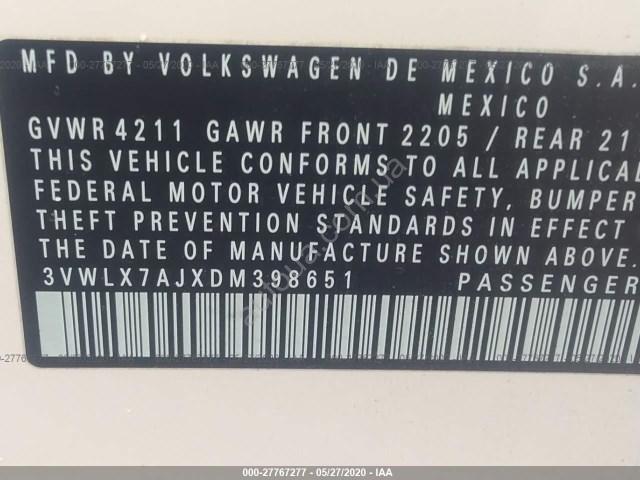 MFD BY VOLKSWAGEN DE MEXICO S.A.
MEXICO
GVWR 4211 GAWR FRONT 2205 / REAR 21
THIS VEHICLE CONFORMS TO ALL APPLICAL
FEDERAL MOTOR VEHICLE SAFETY, BUMPER
THEFT PREVENTION STANDARDS IN EFFECT
THE DATE OF MANUFACTURE SHOWN ABOVE.
3VWLX7AJXDM398651 PASSENGER
000-27767277 - 05/27/2020 - IAA